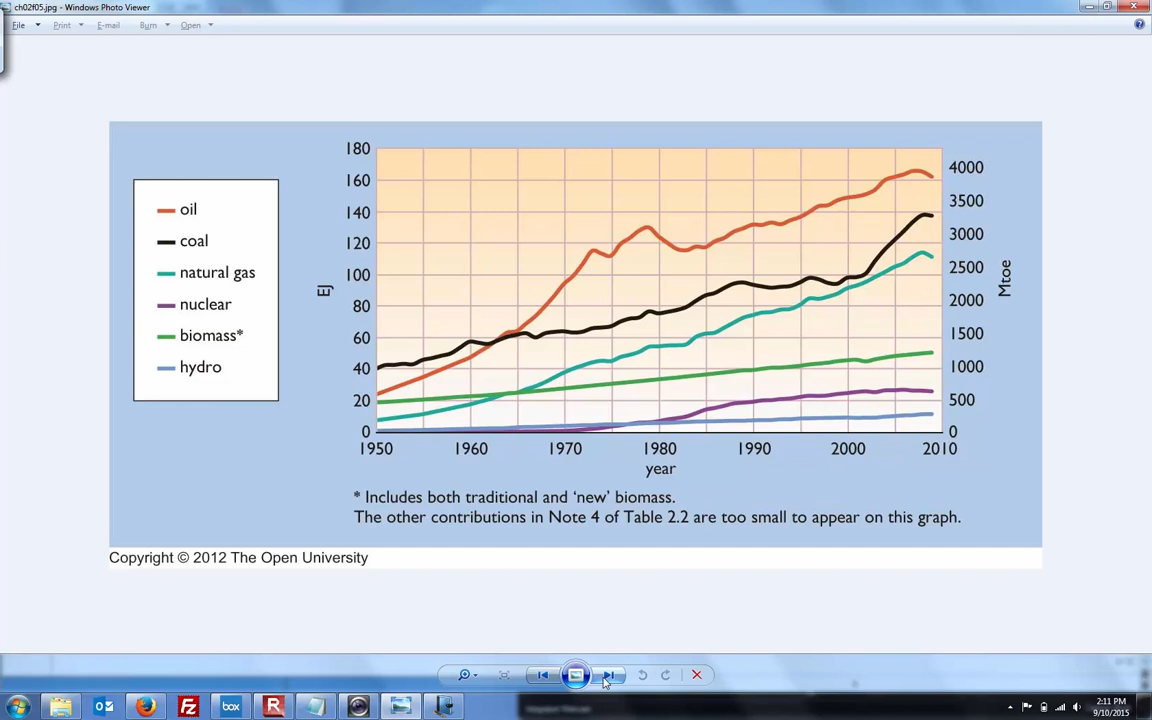 ch02f05.jpg - Windows Photo Viewer
File Print E-mail Burn Open
oil
coal
natural gas
nuclear
biomass*
hydro
EJ
180
160
140
120
100
80
60
40
20
0
4000
3500
3000
2500
2000
1500
1000
500
0
Mtoe
1950 1960 1970 1980 1990 2000 2010
year
* Includes both traditional and ‘new’ biomass.
The other contributions in Note 4 of Table 2.2 are too small to appear on this graph.
Copyright © 2012 The Open University
box
R
2:11 PM
9/10/2015